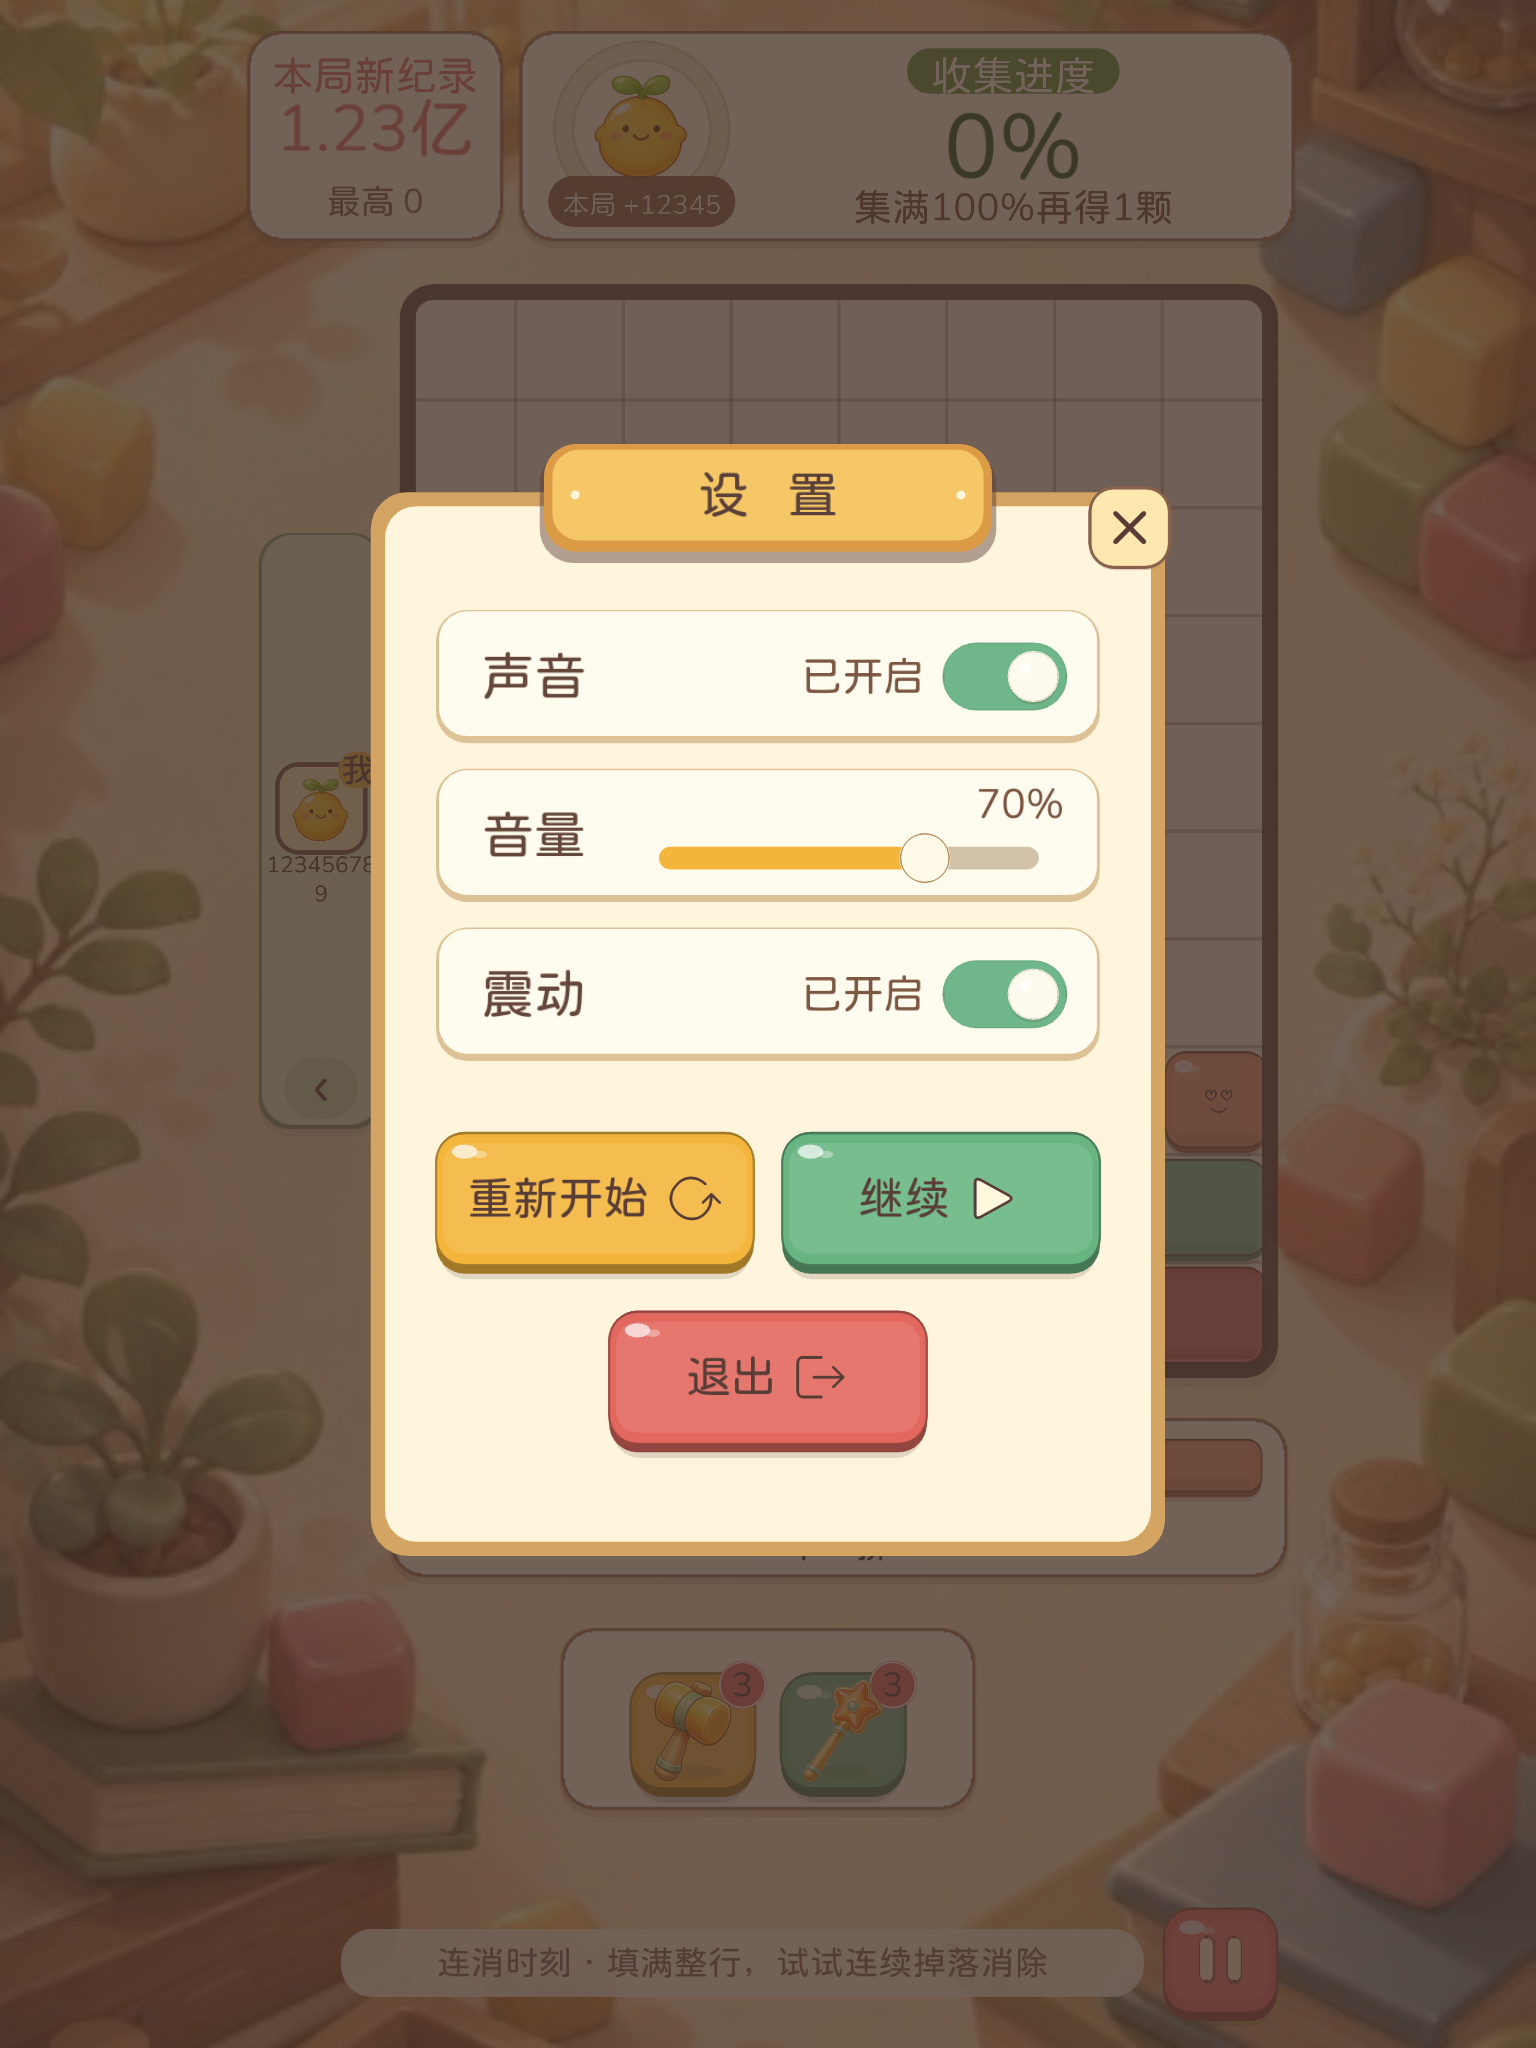 本局新纪录
1.23亿
最高 0
本局 +12345
收集进度
0%
集满100%再得1颗
设 置
声音 已开启
音量 70%
震动 已开启
我
12345678
9
重新开始
继续
退出
3
3
连消时刻 · 填满整行，试试连续掉落消除